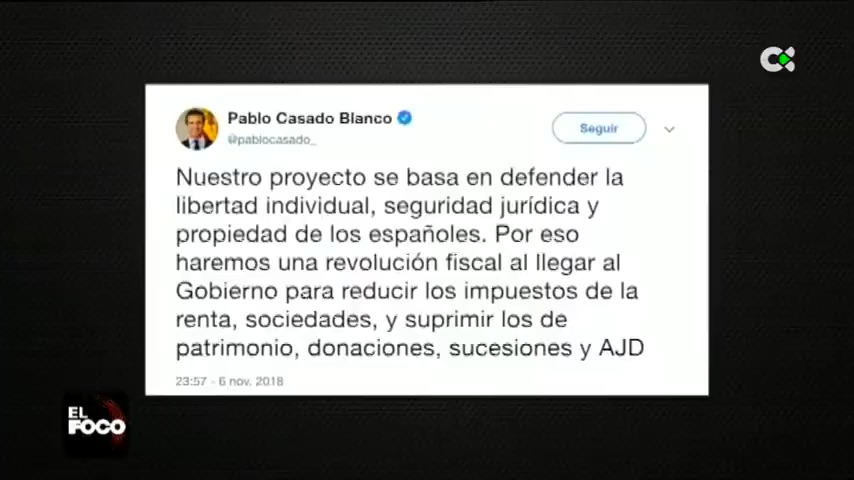 Pablo Casado Blanco
@pablocasado_
Seguir
Nuestro proyecto se basa en defender la
libertad individual, seguridad jurídica y
propiedad de los españoles. Por eso
haremos una revolución fiscal al llegar al
Gobierno para reducir los impuestos de la
renta, sociedades, y suprimir los de
patrimonio, donaciones, sucesiones y AJD
23:57 - 6 nov. 2018
EL
FOCO